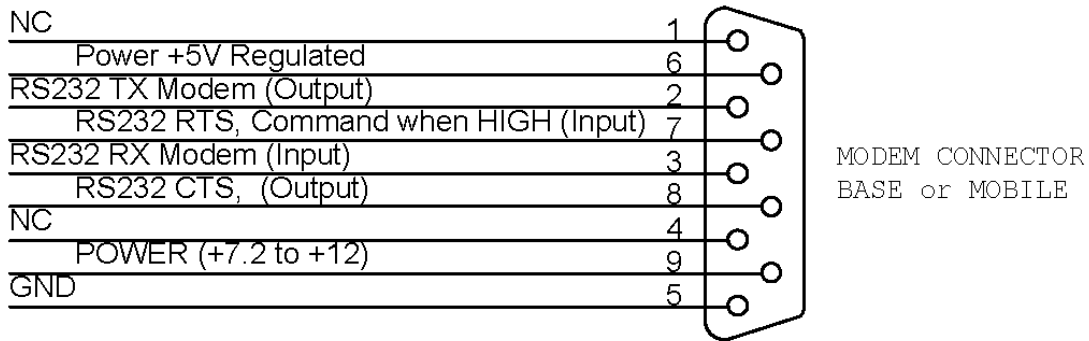 NC 1
Power +5V Regulated 6
RS232 TX Modem (Output) 2
RS232 RTS, Command when HIGH (Input) 7
RS232 RX Modem (Input) 3
RS232 CTS, (Output) 8
NC 4
POWER (+7.2 to +12) 9
GND 5
MODEM CONNECTOR
BASE or MOBILE